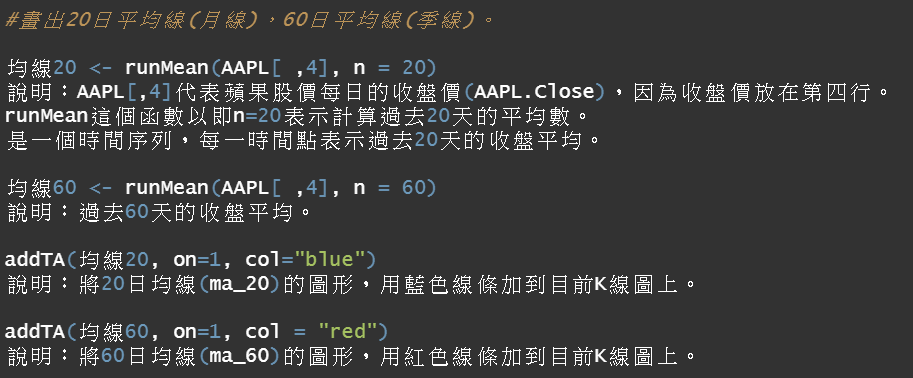 #畫出20日平均線(月線)，60日平均線(季線)。
均線20 <- runMean(AAPL[ ,4], n = 20)
說明：AAPL[,4]代表蘋果股價每日的收盤價(AAPL.Close)，因為收盤價放在第四行。
runMean這個函數以即n=20表示計算過去20天的平均數。
是一個時間序列，每一時間點表示過去20天的收盤平均。
均線60 <- runMean(AAPL[ ,4], n = 60)
說明：過去60天的收盤平均。
addTA(均線20, on=1, col="blue")
說明：將20日均線(ma_20)的圖形，用藍色線條加到目前K線圖上。
addTA(均線60, on=1, col = "red")
說明：將60日均線(ma_60)的圖形，用紅色線條加到目前K線圖上。